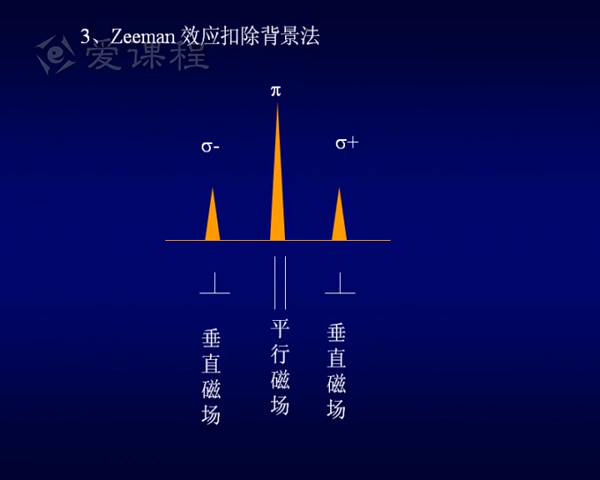 3、Zeeman 效应扣除背景法
爱课程
π
σ-
σ+
垂直磁场
平行磁场
垂直磁场